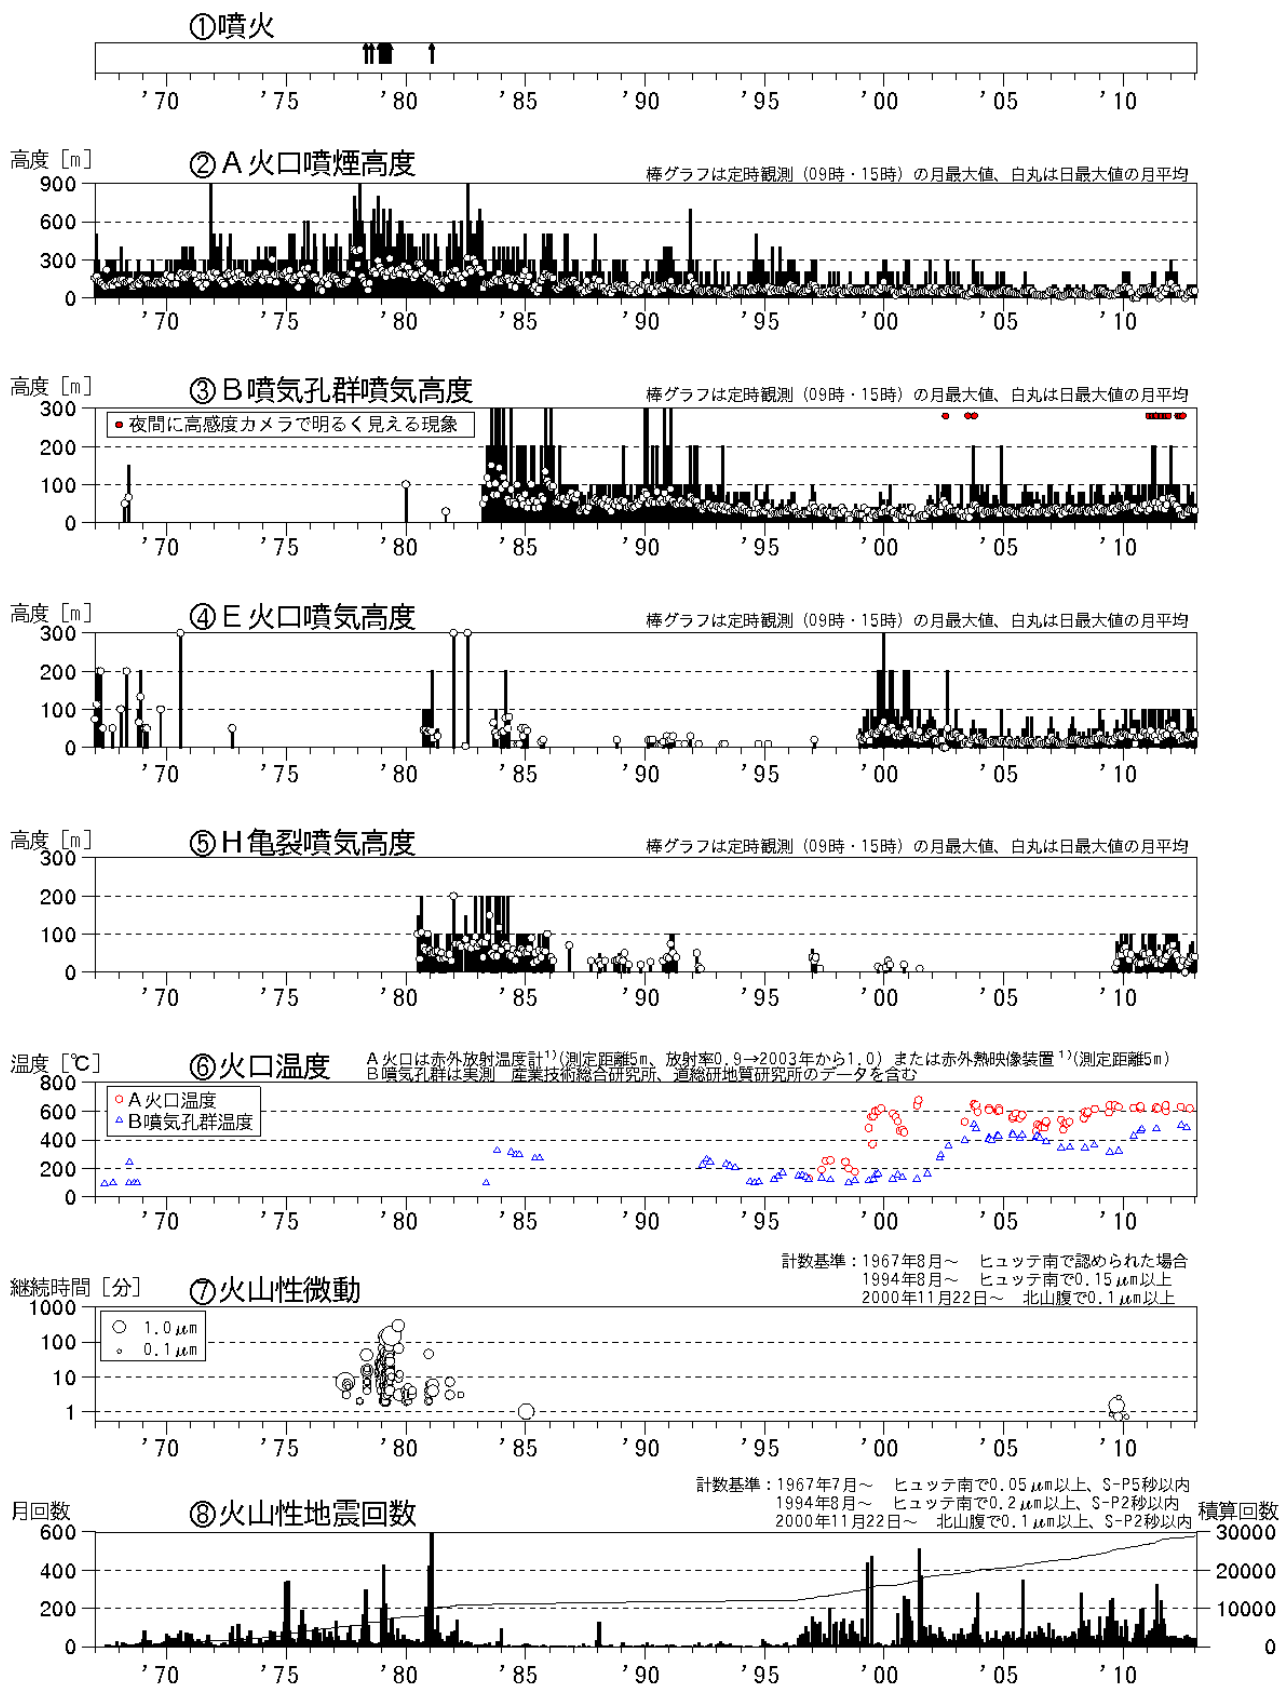 ①噴火
'70 '75 '80 '85 '90 '95 '00 '05 '10
高度［m］
②A火口噴煙高度
棒グラフは定時観測（09時・15時）の月最大値、白丸は日最大値の月平均
900
600
300
0
'70 '75 '80 '85 '90 '95 '00 '05 '10
高度［m］
③B噴気孔群噴気高度
棒グラフは定時観測（09時・15時）の月最大値、白丸は日最大値の月平均
300
夜間に高感度カメラで明るく見える現象
200
100
0
'70 '75 '80 '85 '90 '95 '00 '05 '10
高度［m］
④E火口噴気高度
棒グラフは定時観測（09時・15時）の月最大値、白丸は日最大値の月平均
300
200
100
0
'70 '75 '80 '85 '90 '95 '00 '05 '10
高度［m］
⑤H亀裂噴気高度
棒グラフは定時観測（09時・15時）の月最大値、白丸は日最大値の月平均
300
200
100
0
'70 '75 '80 '85 '90 '95 '00 '05 '10
温度［℃］
⑥火口温度
A火口は赤外放射温度計¹⁾(測定距離5m、放射率0.9→2003年から1.0）または赤外熱映像装置¹⁾(測定距離5m）
B噴気孔群は実測　産業技術総合研究所、道総研地質研究所のデータを含む
800
A火口温度
600
B噴気孔群温度
400
200
0
'70 '75 '80 '85 '90 '95 '00 '05 '10
計数基準：1967年8月～　ヒュッテ南で認められた場合
継続時間［分］
⑦火山性微動
1994年8月～　ヒュッテ南で0.15μm以上
2000年11月22日～　北山腹で0.1μm以上
1000
1.0μm
0.1μm
100
10
1
'70 '75 '80 '85 '90 '95 '00 '05 '10
計数基準：1967年7月～　ヒュッテ南で0.05μm以上、S-P5秒以内
月回数
⑧火山性地震回数
1994年8月～　ヒュッテ南で0.2μm以上、S-P2秒以内
2000年11月22日～　北山腹で0.1μm以上、S-P2秒以内
積算回数
600 30000
400 20000
200 10000
0 0
'70 '75 '80 '85 '90 '95 '00 '05 '10